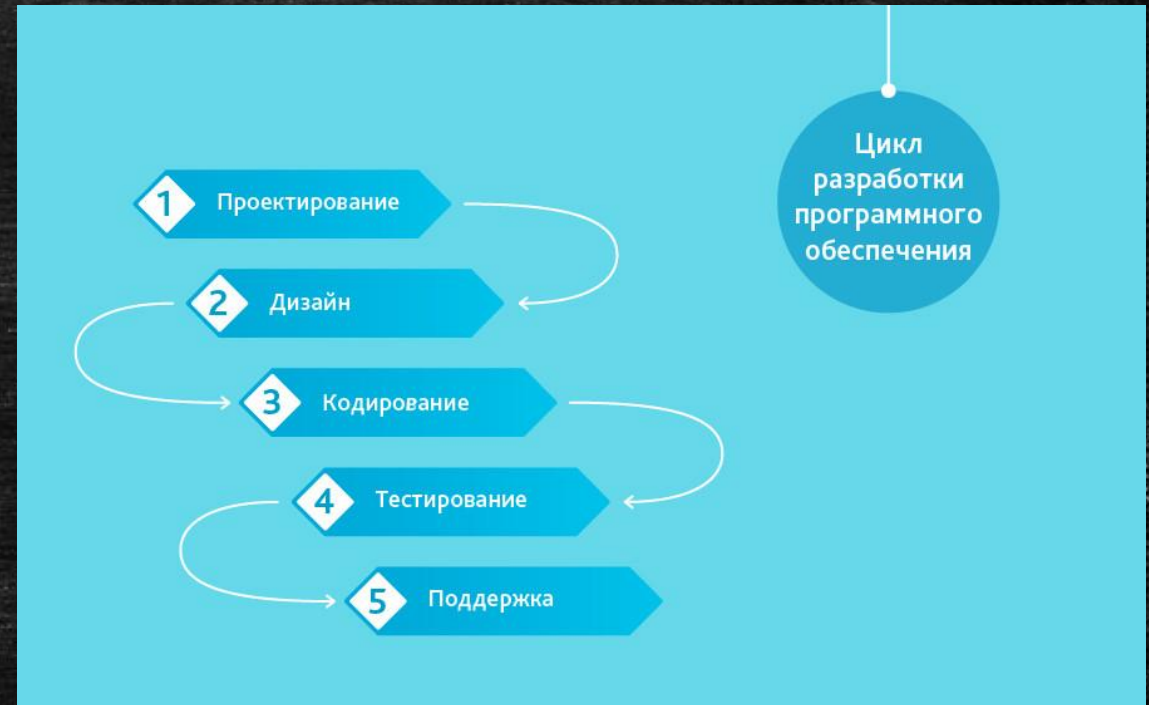 Цикл
разработки
программного
обеспечения
1 Проектирование
2 Дизайн
3 Кодирование
4 Тестирование
5 Поддержка